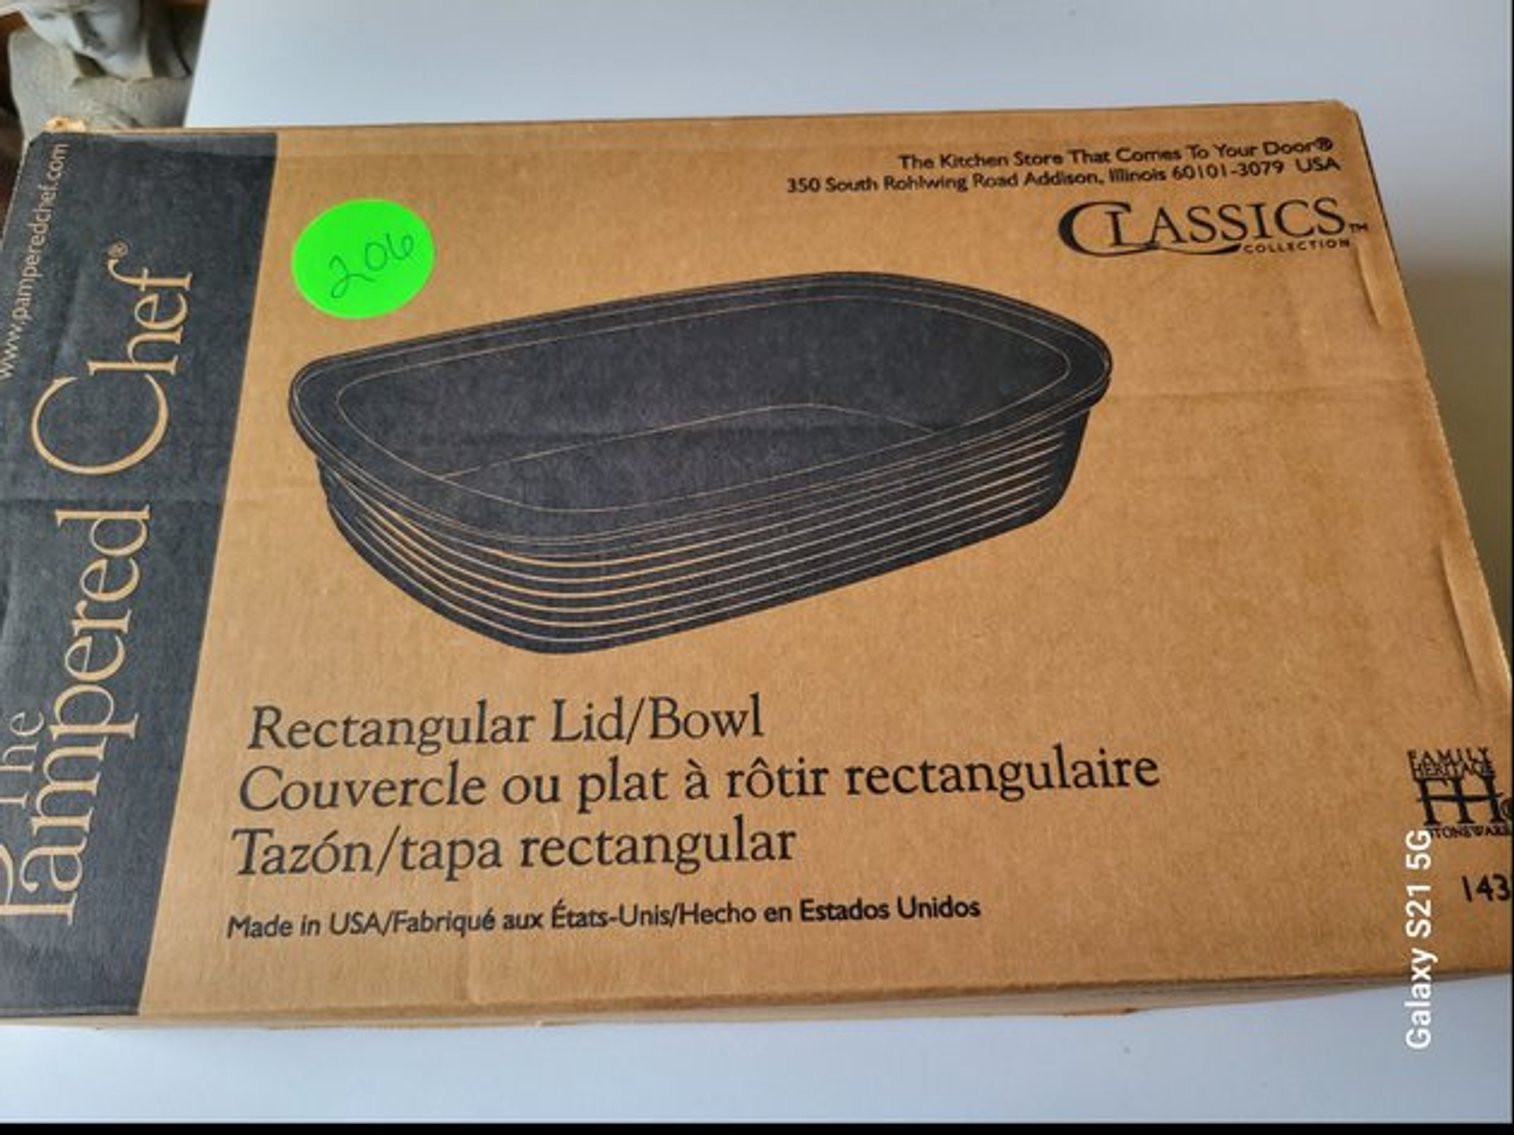 www.pamperedchef.com
The
Pampered Chef®
206
The Kitchen Store That Comes To Your Door®
350 South Rohlwing Road Addison, Illinois 60101-3079 USA
CLASSICS™
COLLECTION
Rectangular Lid/Bowl
Couvercle ou plat à rôtir rectangulaire
Tazón/tapa rectangular
Made in USA/Fabriqué aux États-Unis/Hecho en Estados Unidos
FAMILY
HERITAGE
FH®
STONEWARE
143
Galaxy S21 5G